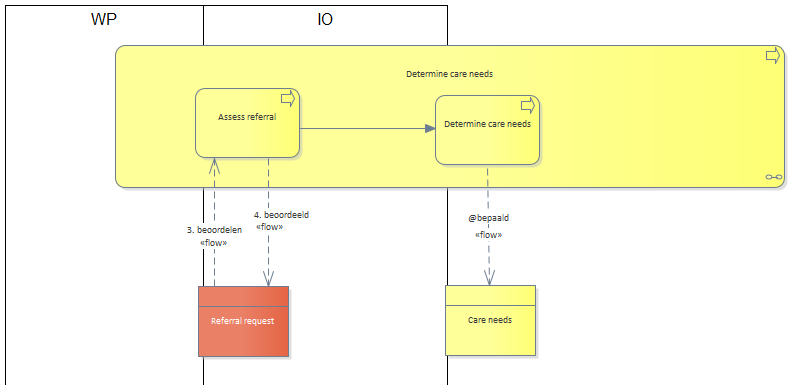 WP
IO
Determine care needs
Assess referral
Determine care needs
3. beoordelen
«flow»
4. beoordeeld
«flow»
@bepaald
«flow»
Referral request
Care needs